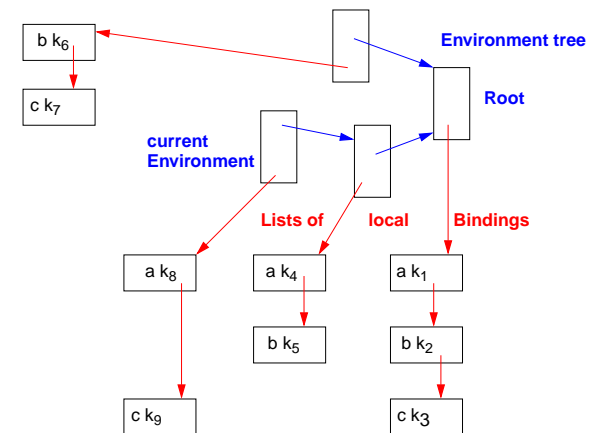 Environment tree
b k6
Root
c k7
current
Environment
Lists of local Bindings
a k8
a k4
a k1
b k5
b k2
c k9
c k3